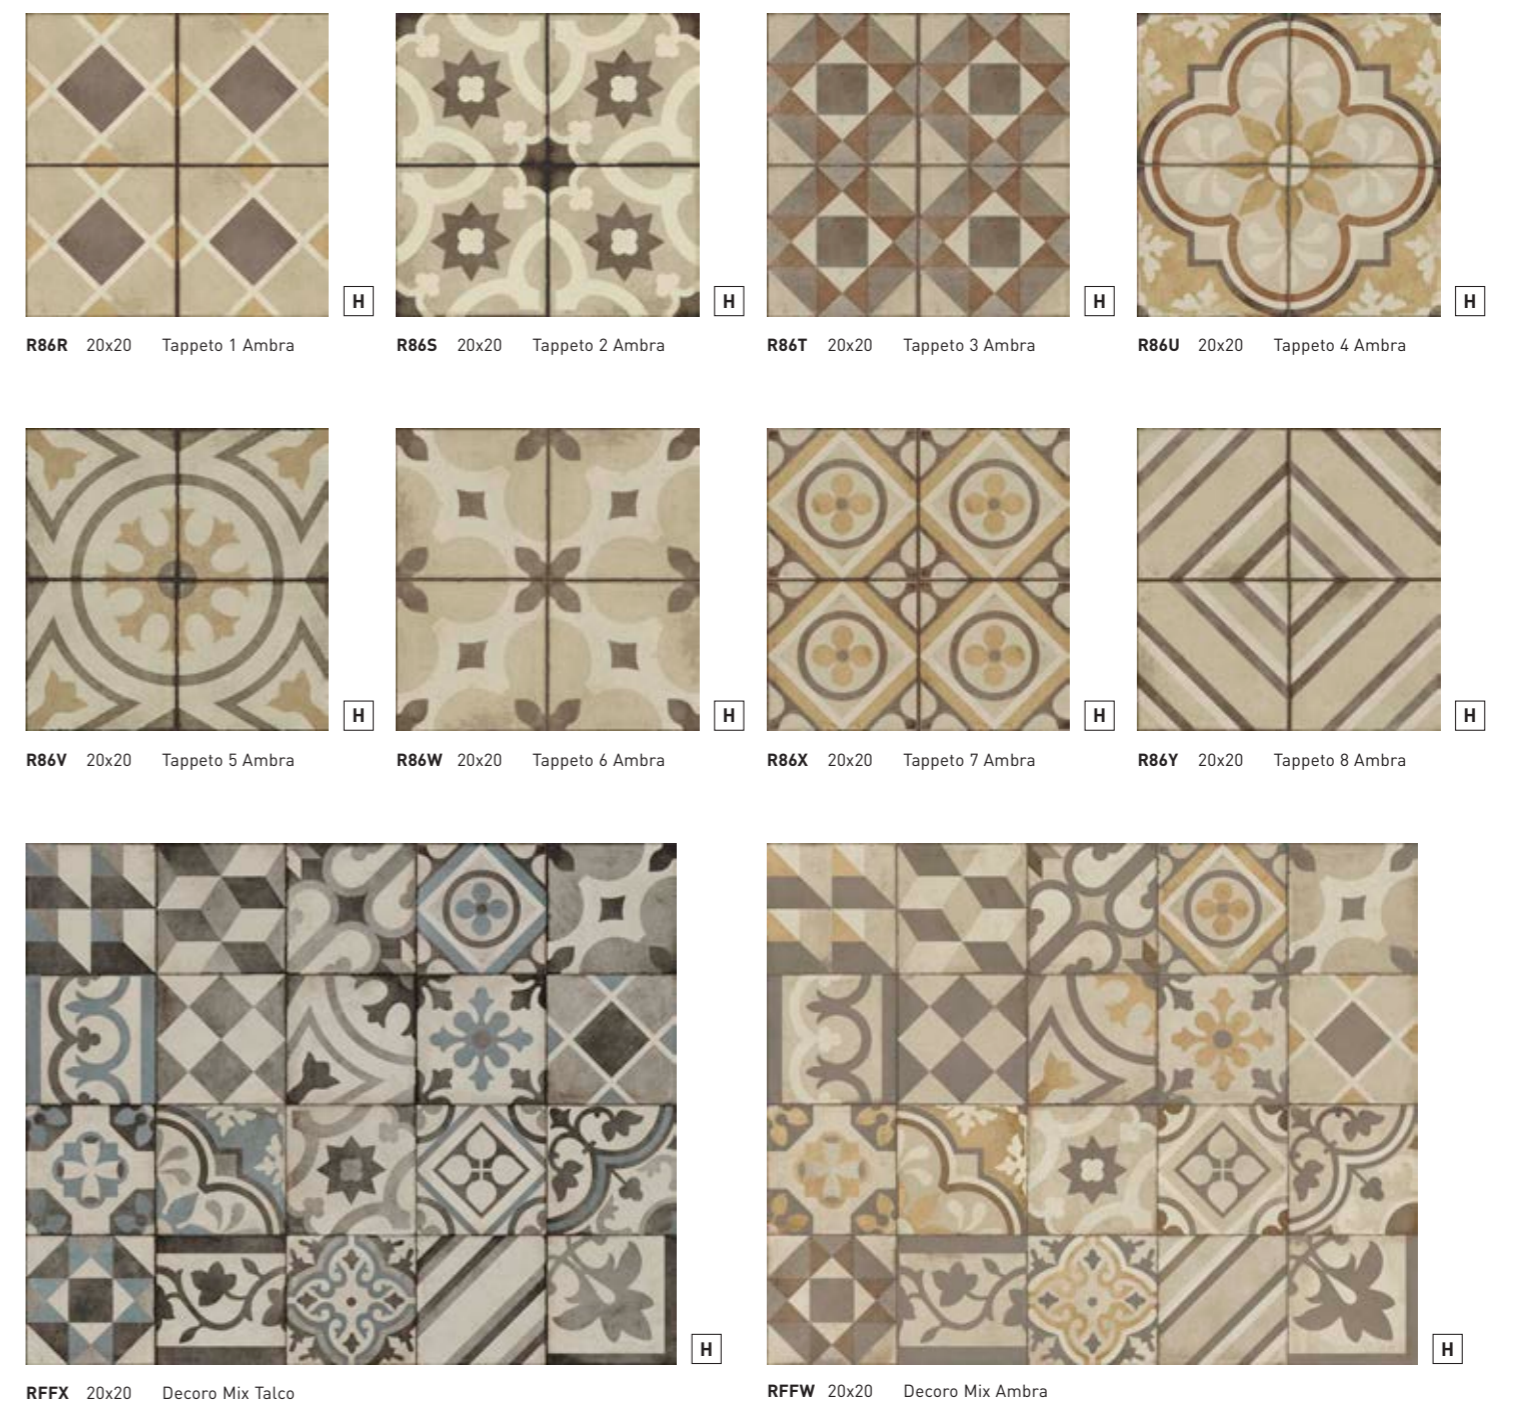 H H H H
R86R 20x20 Tappeto 1 Ambra R86S 20x20 Tappeto 2 Ambra R86T 20x20 Tappeto 3 Ambra R86U 20x20 Tappeto 4 Ambra
H H H H
R86V 20x20 Tappeto 5 Ambra R86W 20x20 Tappeto 6 Ambra R86X 20x20 Tappeto 7 Ambra R86Y 20x20 Tappeto 8 Ambra
H H
RFFX 20x20 Decoro Mix Talco RFFW 20x20 Decoro Mix Ambra